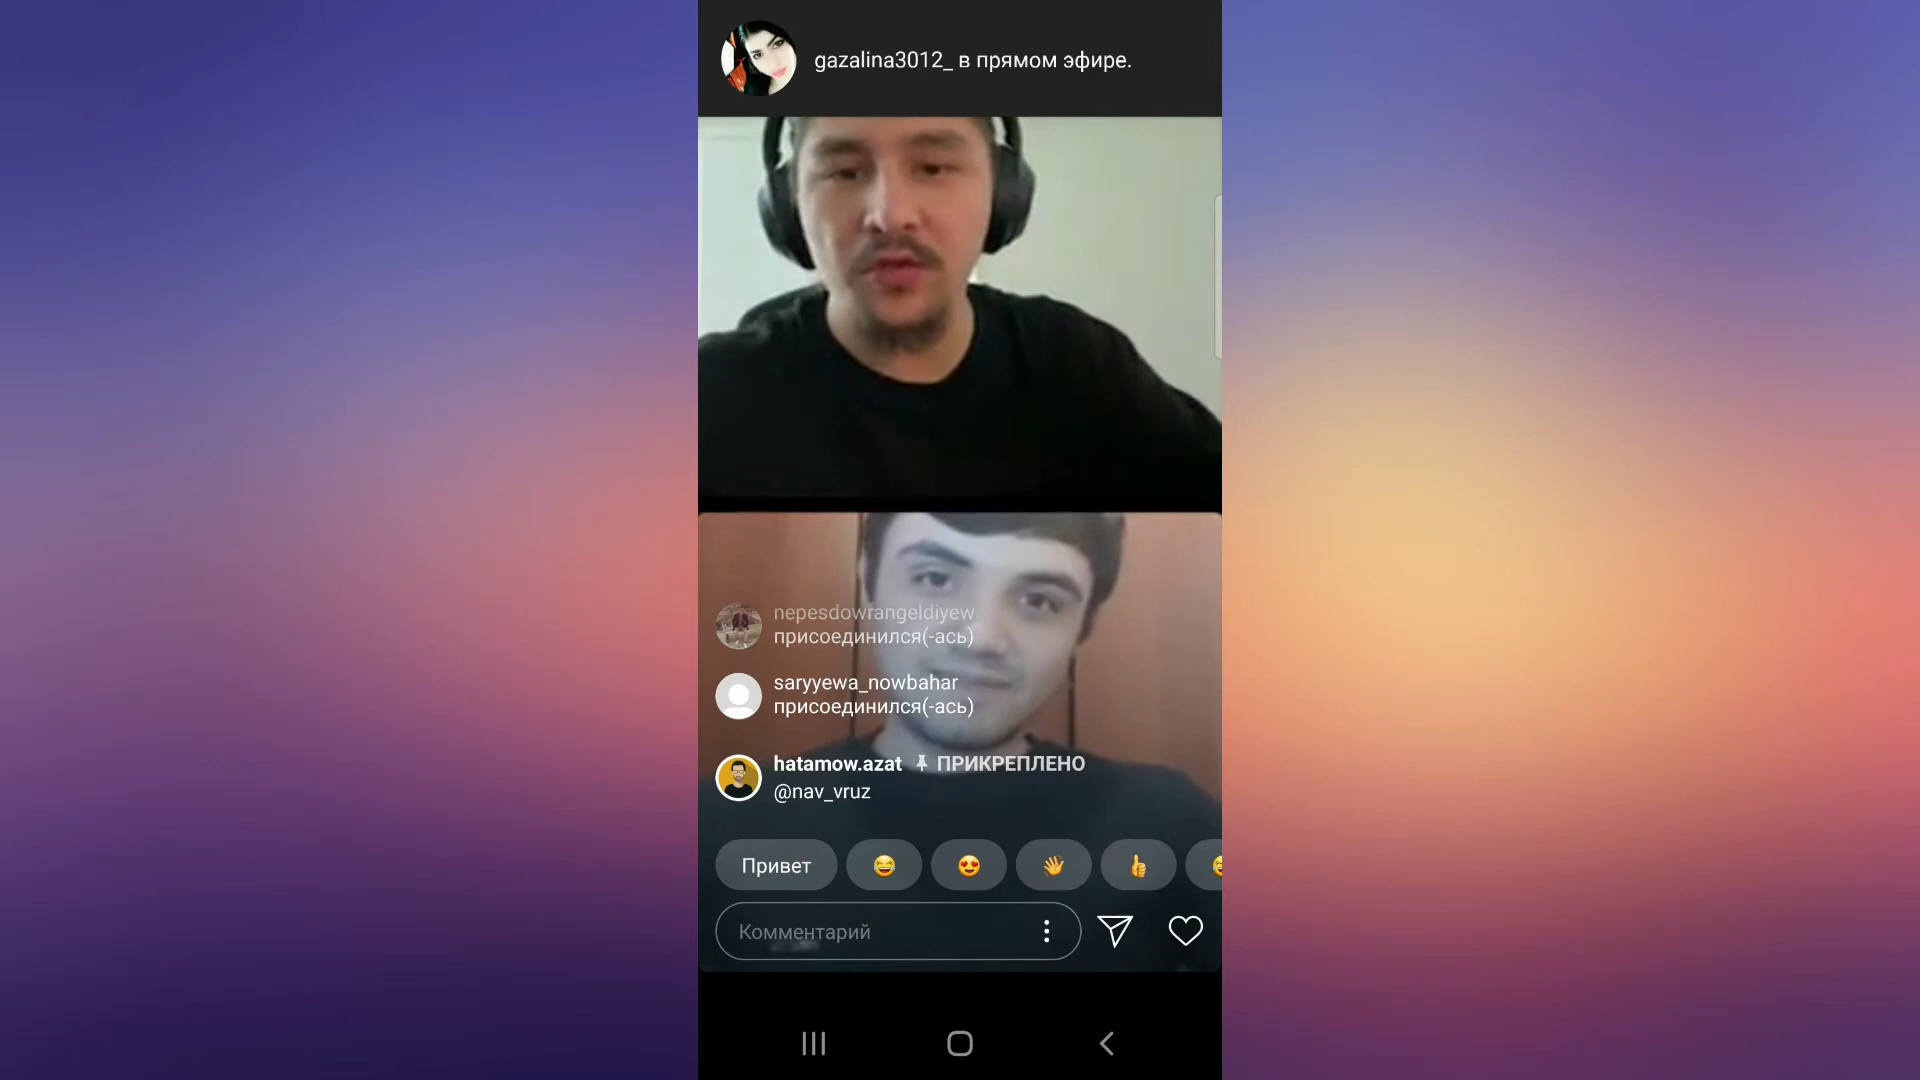 gazalina3012_ в прямом эфире.
nepesdowrangeldiyew
присоединился(-ась)
saryyewa_nowbahar
присоединился(-ась)
hatamow.azat ПРИКРЕПЛЕНО
@nav_vruz
Привет
Комментарий